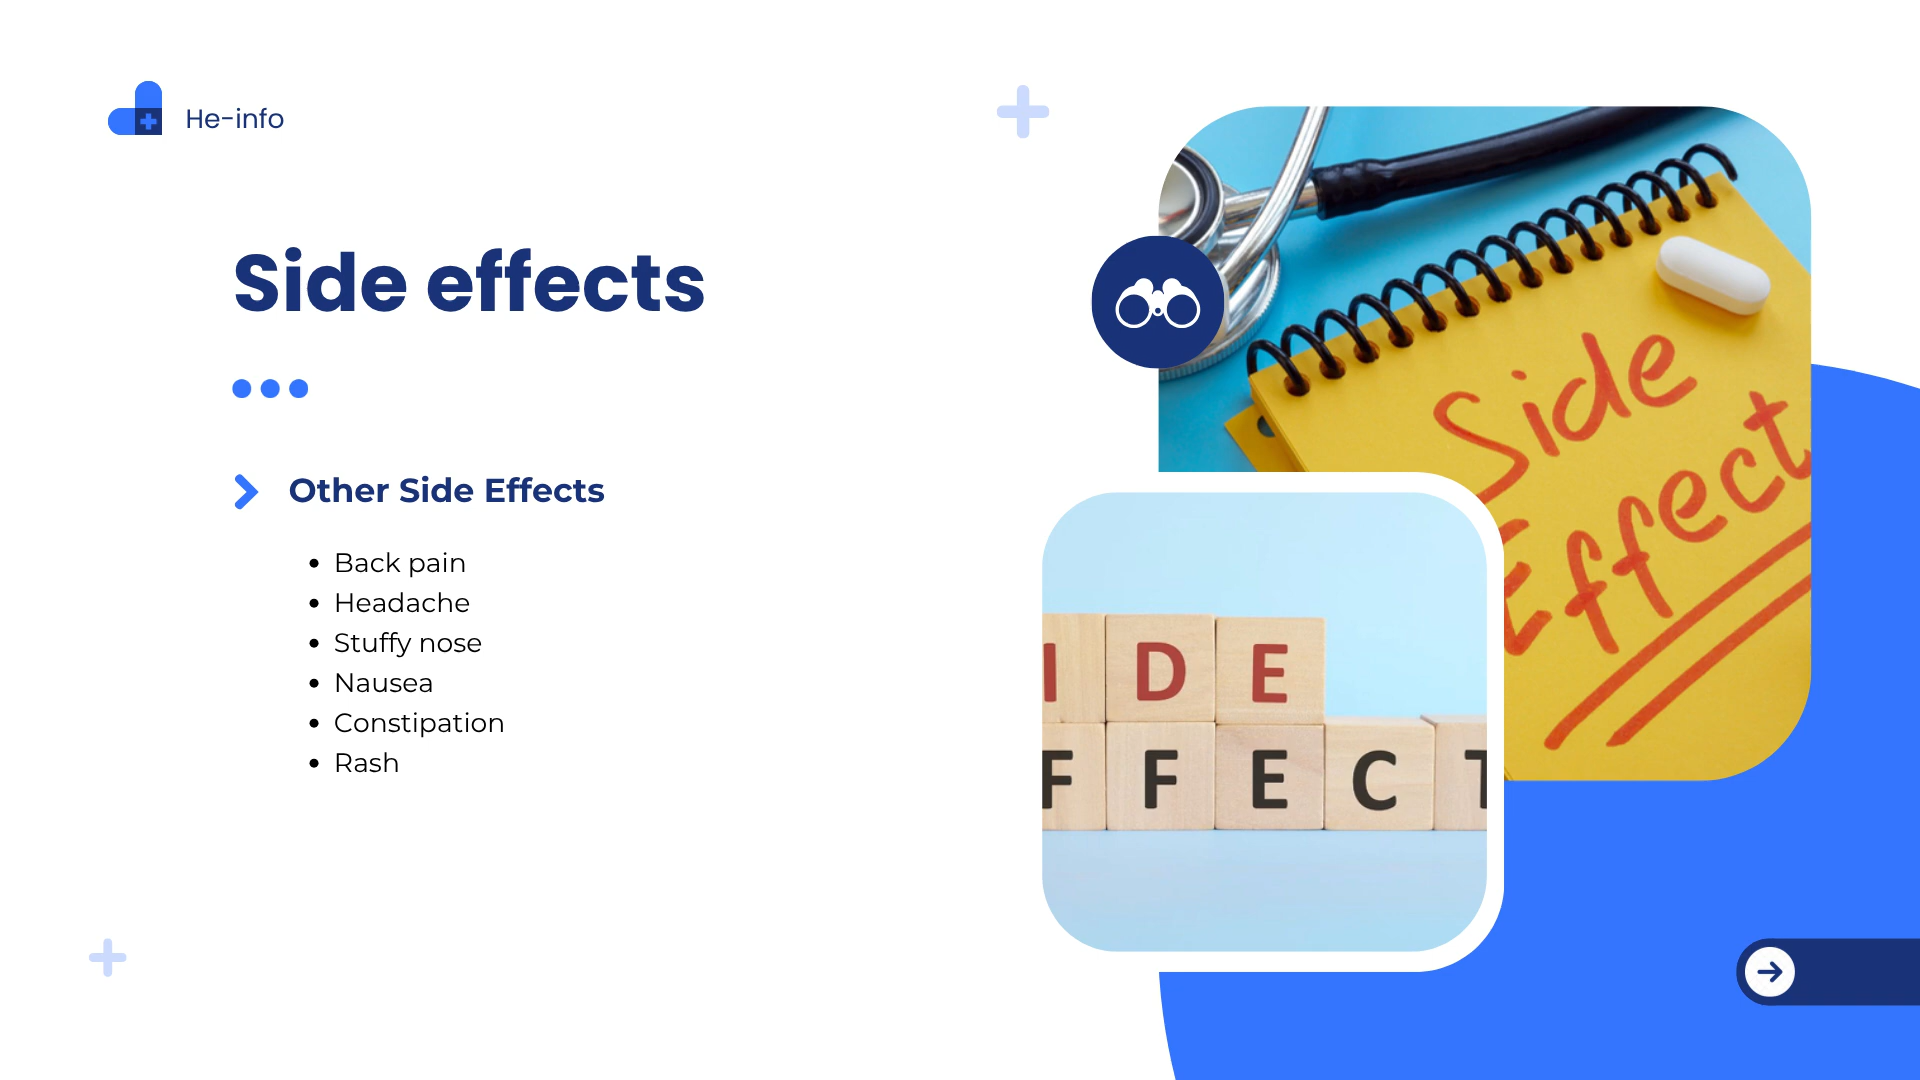 He-info
Side effects
Other Side Effects
Back pain
Headache
Stuffy nose
Nausea
Constipation
Rash
Side
Effect
IDE
FFECT